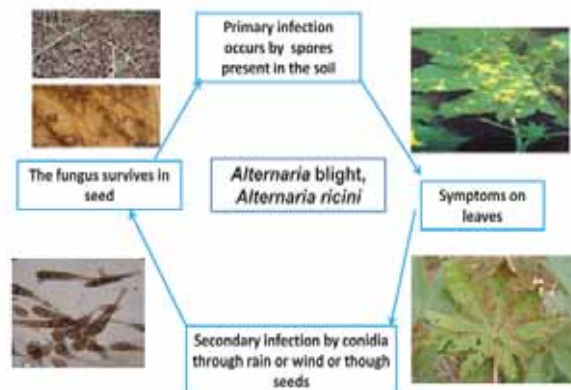 Primary infection
occurs by spores
present in the soil
The fungus survives in
seed
Alternaria blight,
Alternaria ricini
Symptoms on
leaves
Secondary infection by conidia
through rain or wind or though
seeds